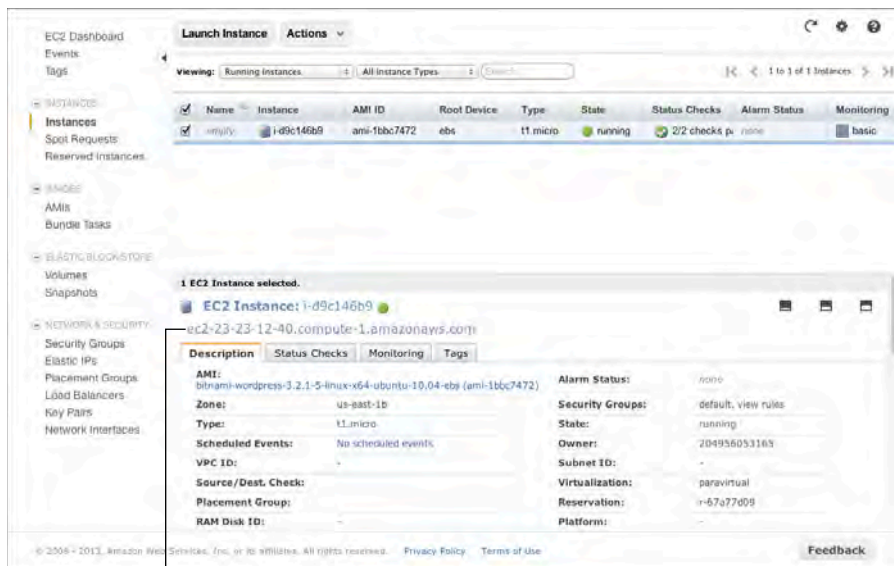 EC2 Dashboard
Events
Tags
INSTANCES
Instances
Spot Requests
Reserved Instances
IMAGES
AMIs
Bundle Tasks
ELASTIC BLOCK STORE
Volumes
Snapshots
NETWORK & SECURITY
Security Groups
Elastic IPs
Placement Groups
Load Balancers
Key Pairs
Network Interfaces
Launch Instance Actions
Viewing: Running Instances All Instance Types Search
1 to 1 of 1 Instances
Name Instance AMI ID Root Device Type State Status Checks Alarm Status Monitoring
empty i-d9c146b9 ami-1bbc7472 ebs t1.micro running 2/2 checks p none basic
1 EC2 Instance selected.
EC2 Instance: i-d9c146b9
ec2-23-23-12-40.compute-1.amazonaws.com
Description Status Checks Monitoring Tags
AMI:
bitnami-wordpress-3.2.1-5-linux-x64-ubuntu-10.04-ebs (ami-1bbc7472)
Alarm Status: none
Zone: us-east-1b Security Groups: default. view rules
Type: t1.micro State: running
Scheduled Events: No scheduled events Owner: 204956053165
VPC ID: - Subnet ID: -
Source/Dest. Check: Virtualization: paravirtual
Placement Group: Reservation: r-67a77d09
RAM Disk ID: - Platform: -
© 2008 - 2012, Amazon Web Services, Inc. or its affiliates. All rights reserved. Privacy Policy Terms of Use Feedback